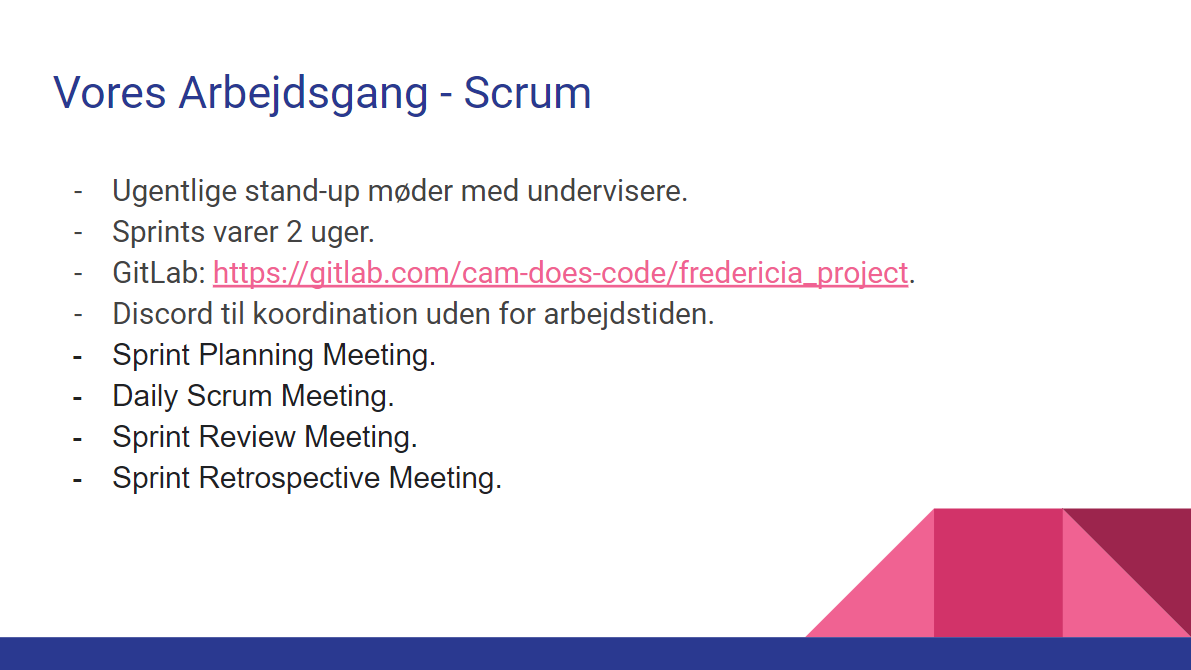 Vores Arbejdsgang - Scrum
- Ugentlige stand-up møder med undervisere.
- Sprints varer 2 uger.
- GitLab: https://gitlab.com/cam-does-code/fredericia_project.
- Discord til koordination uden for arbejdstiden.
- Sprint Planning Meeting.
- Daily Scrum Meeting.
- Sprint Review Meeting.
- Sprint Retrospective Meeting.